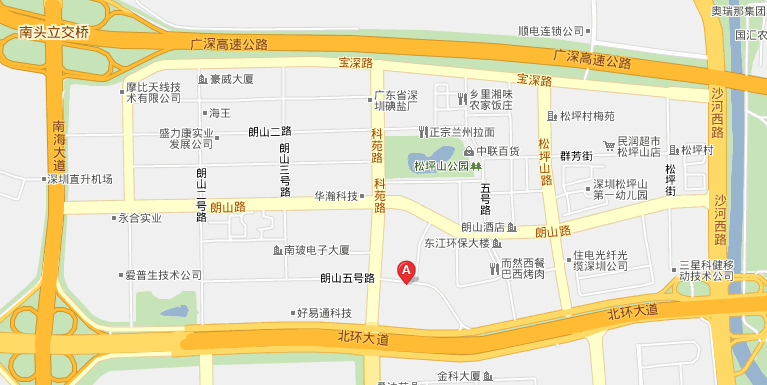 奥瑞那集团
南头立交桥
顺电连锁公司
国汇农
广深高速公路
广深高速公路
宝深路
豪威大厦
宝深路
摩比天线技
术有限公司
广东省深
圳碘盐厂
乡里湘味
农家饭庄
沙河西路
海王
松坪村梅苑
南海大道
盛力康实业
发展公司
朗山二路
科苑路
正宗兰州拉面
民润超市
松坪山店
中联百货
松坪山路
群芳街
松坪村
朗山三号路
松坪山公园
松坪街
深圳直升机场
朗山二号路
科苑路
五号路
深圳松坪山
第一幼儿园
华瀚科技
沙河西路
朗山路
永合实业
朗山酒店
朗山路
东江环保大楼
南玻电子大厦
而然西餐
巴西烤肉
住电光纤光
缆深圳公司
三星科健移
动技术公司
A
爱普生技术公司
朗山五号路
好易通科技
北环大道
北环大道
金科大厦